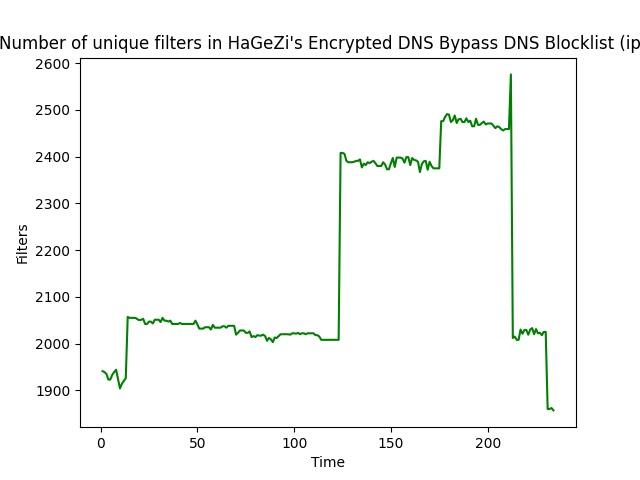 Number of unique filters in HaGeZi's Encrypted DNS Bypass DNS Blocklist (ip
2600
2500
2400
2300
2200
2100
2000
1900
Filters
0 50 100 150 200
Time